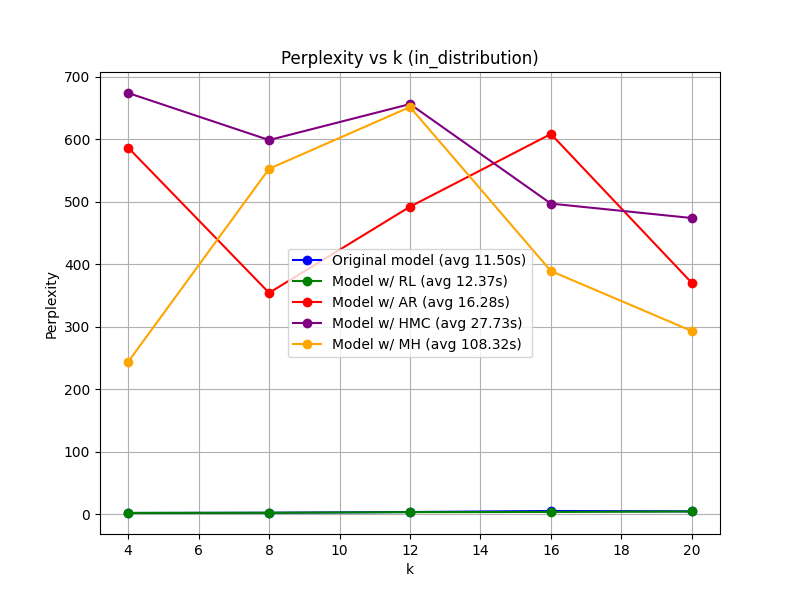 Perplexity vs k (in_distribution)
700
600
500
400
300
200
100
0
Perplexity
Original model (avg 11.50s)
Model w/ RL (avg 12.37s)
Model w/ AR (avg 16.28s)
Model w/ HMC (avg 27.73s)
Model w/ MH (avg 108.32s)
4 6 8 10 12 14 16 18 20
k